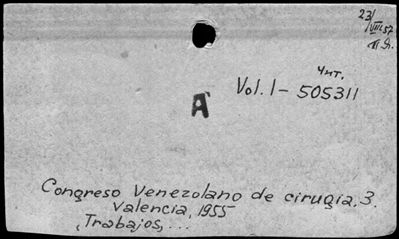 23/VIII 57
Чит.
Vol. 1 - 505311
A
Congreso Venezolano de cirugia. 3.
Valencia, 1955
Trabajos, ...